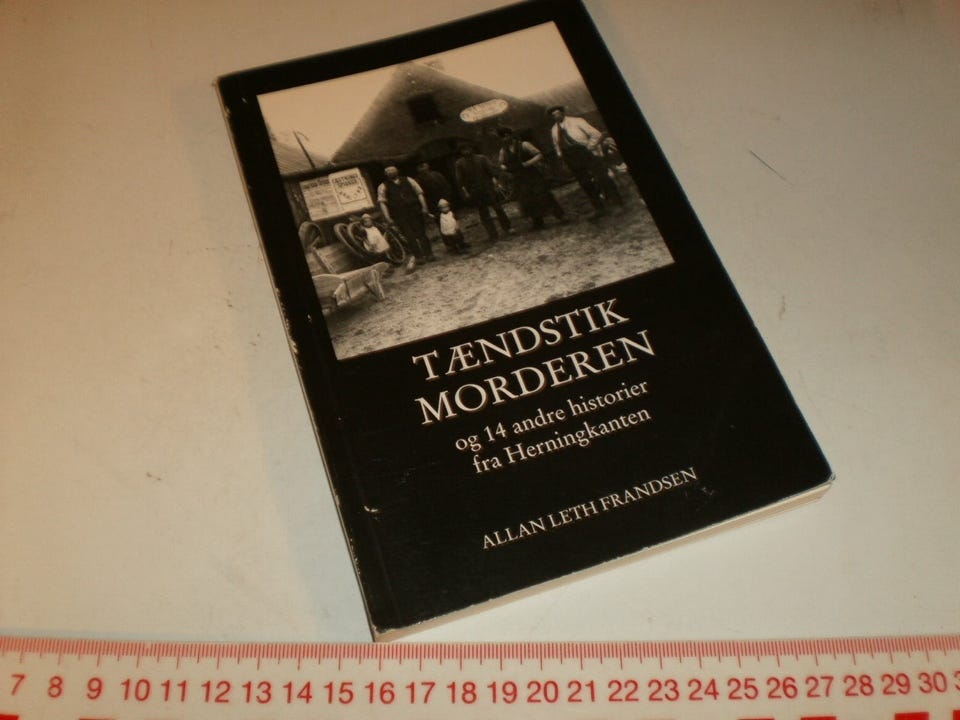 TÆNDSTIK
MORDEREN
og 14 andre historier
fra Herningkanten
ALLAN LETH FRANDSEN
7 8 9 10 11 12 13 14 15 16 17 18 19 20 21 22 23 24 25 26 27 28 29 30